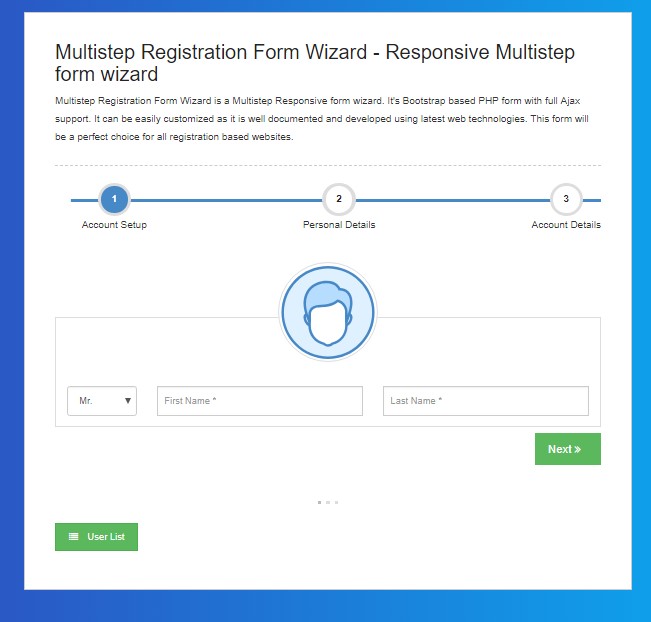 Multistep Registration Form Wizard - Responsive Multistep
form wizard
Multistep Registration Form Wizard is a Multistep Responsive form wizard. It's Bootstrap based PHP form with full Ajax
support. It can be easily customized as it is well documented and developed using latest web technologies. This form will
be a perfect choice for all registration based websites.
1 2 3
Account Setup Personal Details Account Details
Mr. First Name * Last Name *
Next »
User List